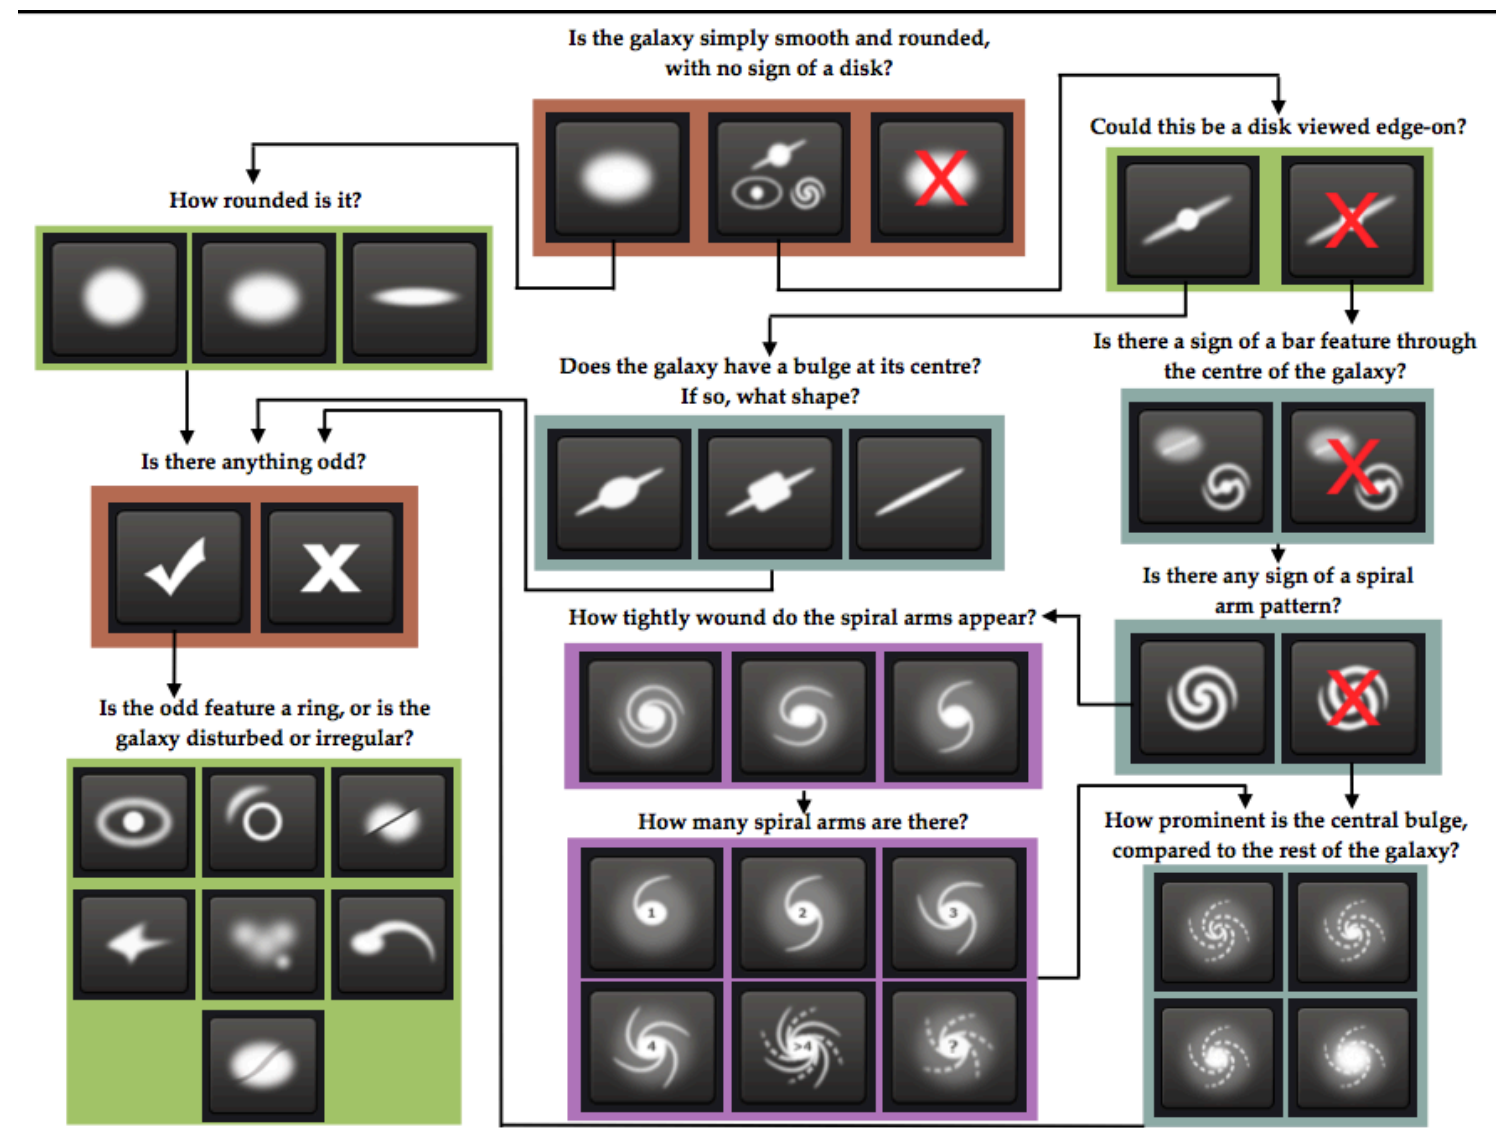 Is the galaxy simply smooth and rounded,
with no sign of a disk?
Could this be a disk viewed edge-on?
How rounded is it?
Is there a sign of a bar feature through
the centre of the galaxy?
Does the galaxy have a bulge at its centre?
If so, what shape?
Is there anything odd?
Is there any sign of a spiral
arm pattern?
How tightly wound do the spiral arms appear?
Is the odd feature a ring, or is the
galaxy disturbed or irregular?
How many spiral arms are there?
How prominent is the central bulge,
compared to the rest of the galaxy?
1
2
3
4
>4
?